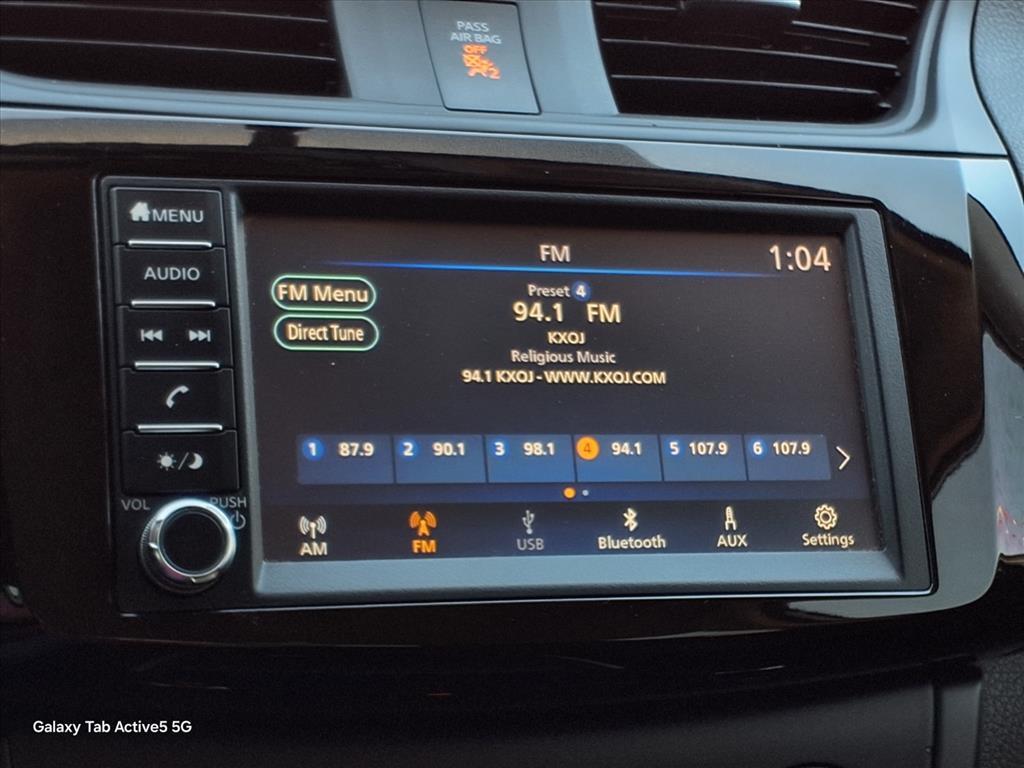 PASS
AIR BAG
OFF
2
MENU
AUDIO
VOL
PUSH
FM
1:04
FM Menu
Direct Tune
Preset 4
94.1 FM
KXOJ
Religious Music
94.1 KXOJ - WWW.KXOJ.COM
1 87.9 2 90.1 3 98.1 4 94.1 5 107.9 6 107.9
AM FM USB Bluetooth AUX Settings
Galaxy Tab Active5 5G